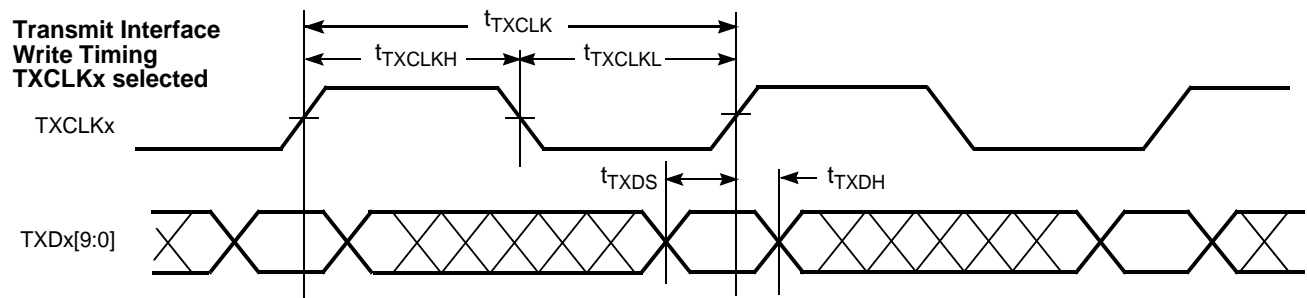 Transmit Interface
Write Timing
TXCLKx selected
tTXCLK
tTXCLKH
tTXCLKL
TXCLKx
tTXDS
tTXDH
TXDx[9:0]